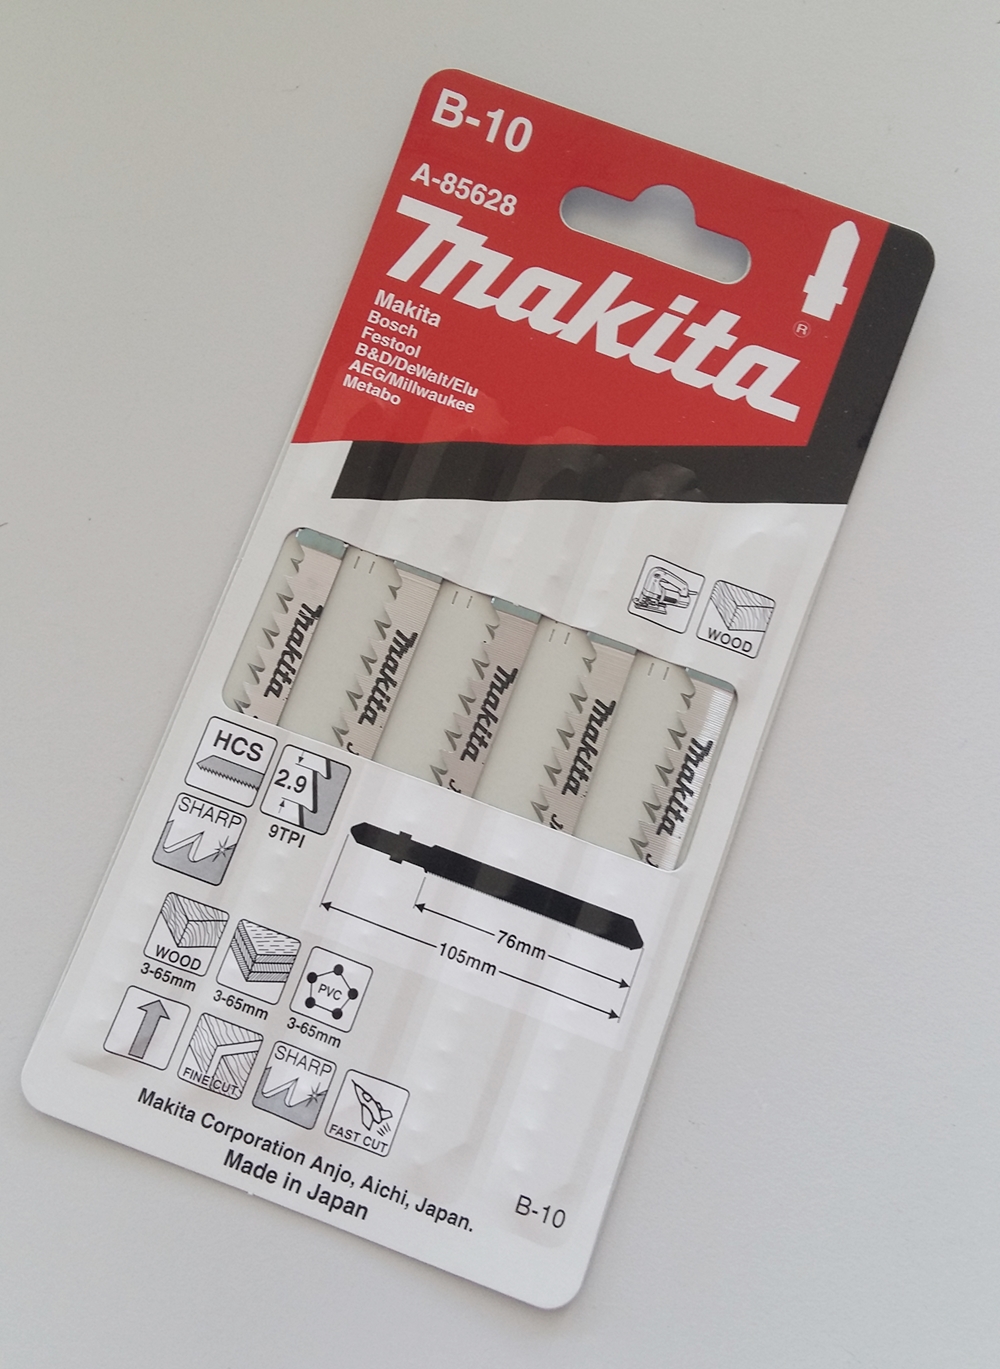 B-10
A-85628
makita®
Makita
Bosch
Festool
B&D/DeWalt/Elu
AEG/Millwaukee
Metabo
WOOD
makita
makita
makita
makita
makita
HCS
2.9
9TPI
SHARP
76mm
105mm
WOOD
3-65mm
3-65mm
PVC
3-65mm
FINE CUT
SHARP
FAST CUT
Makita Corporation Anjo, Aichi, Japan.
Made in Japan
B-10